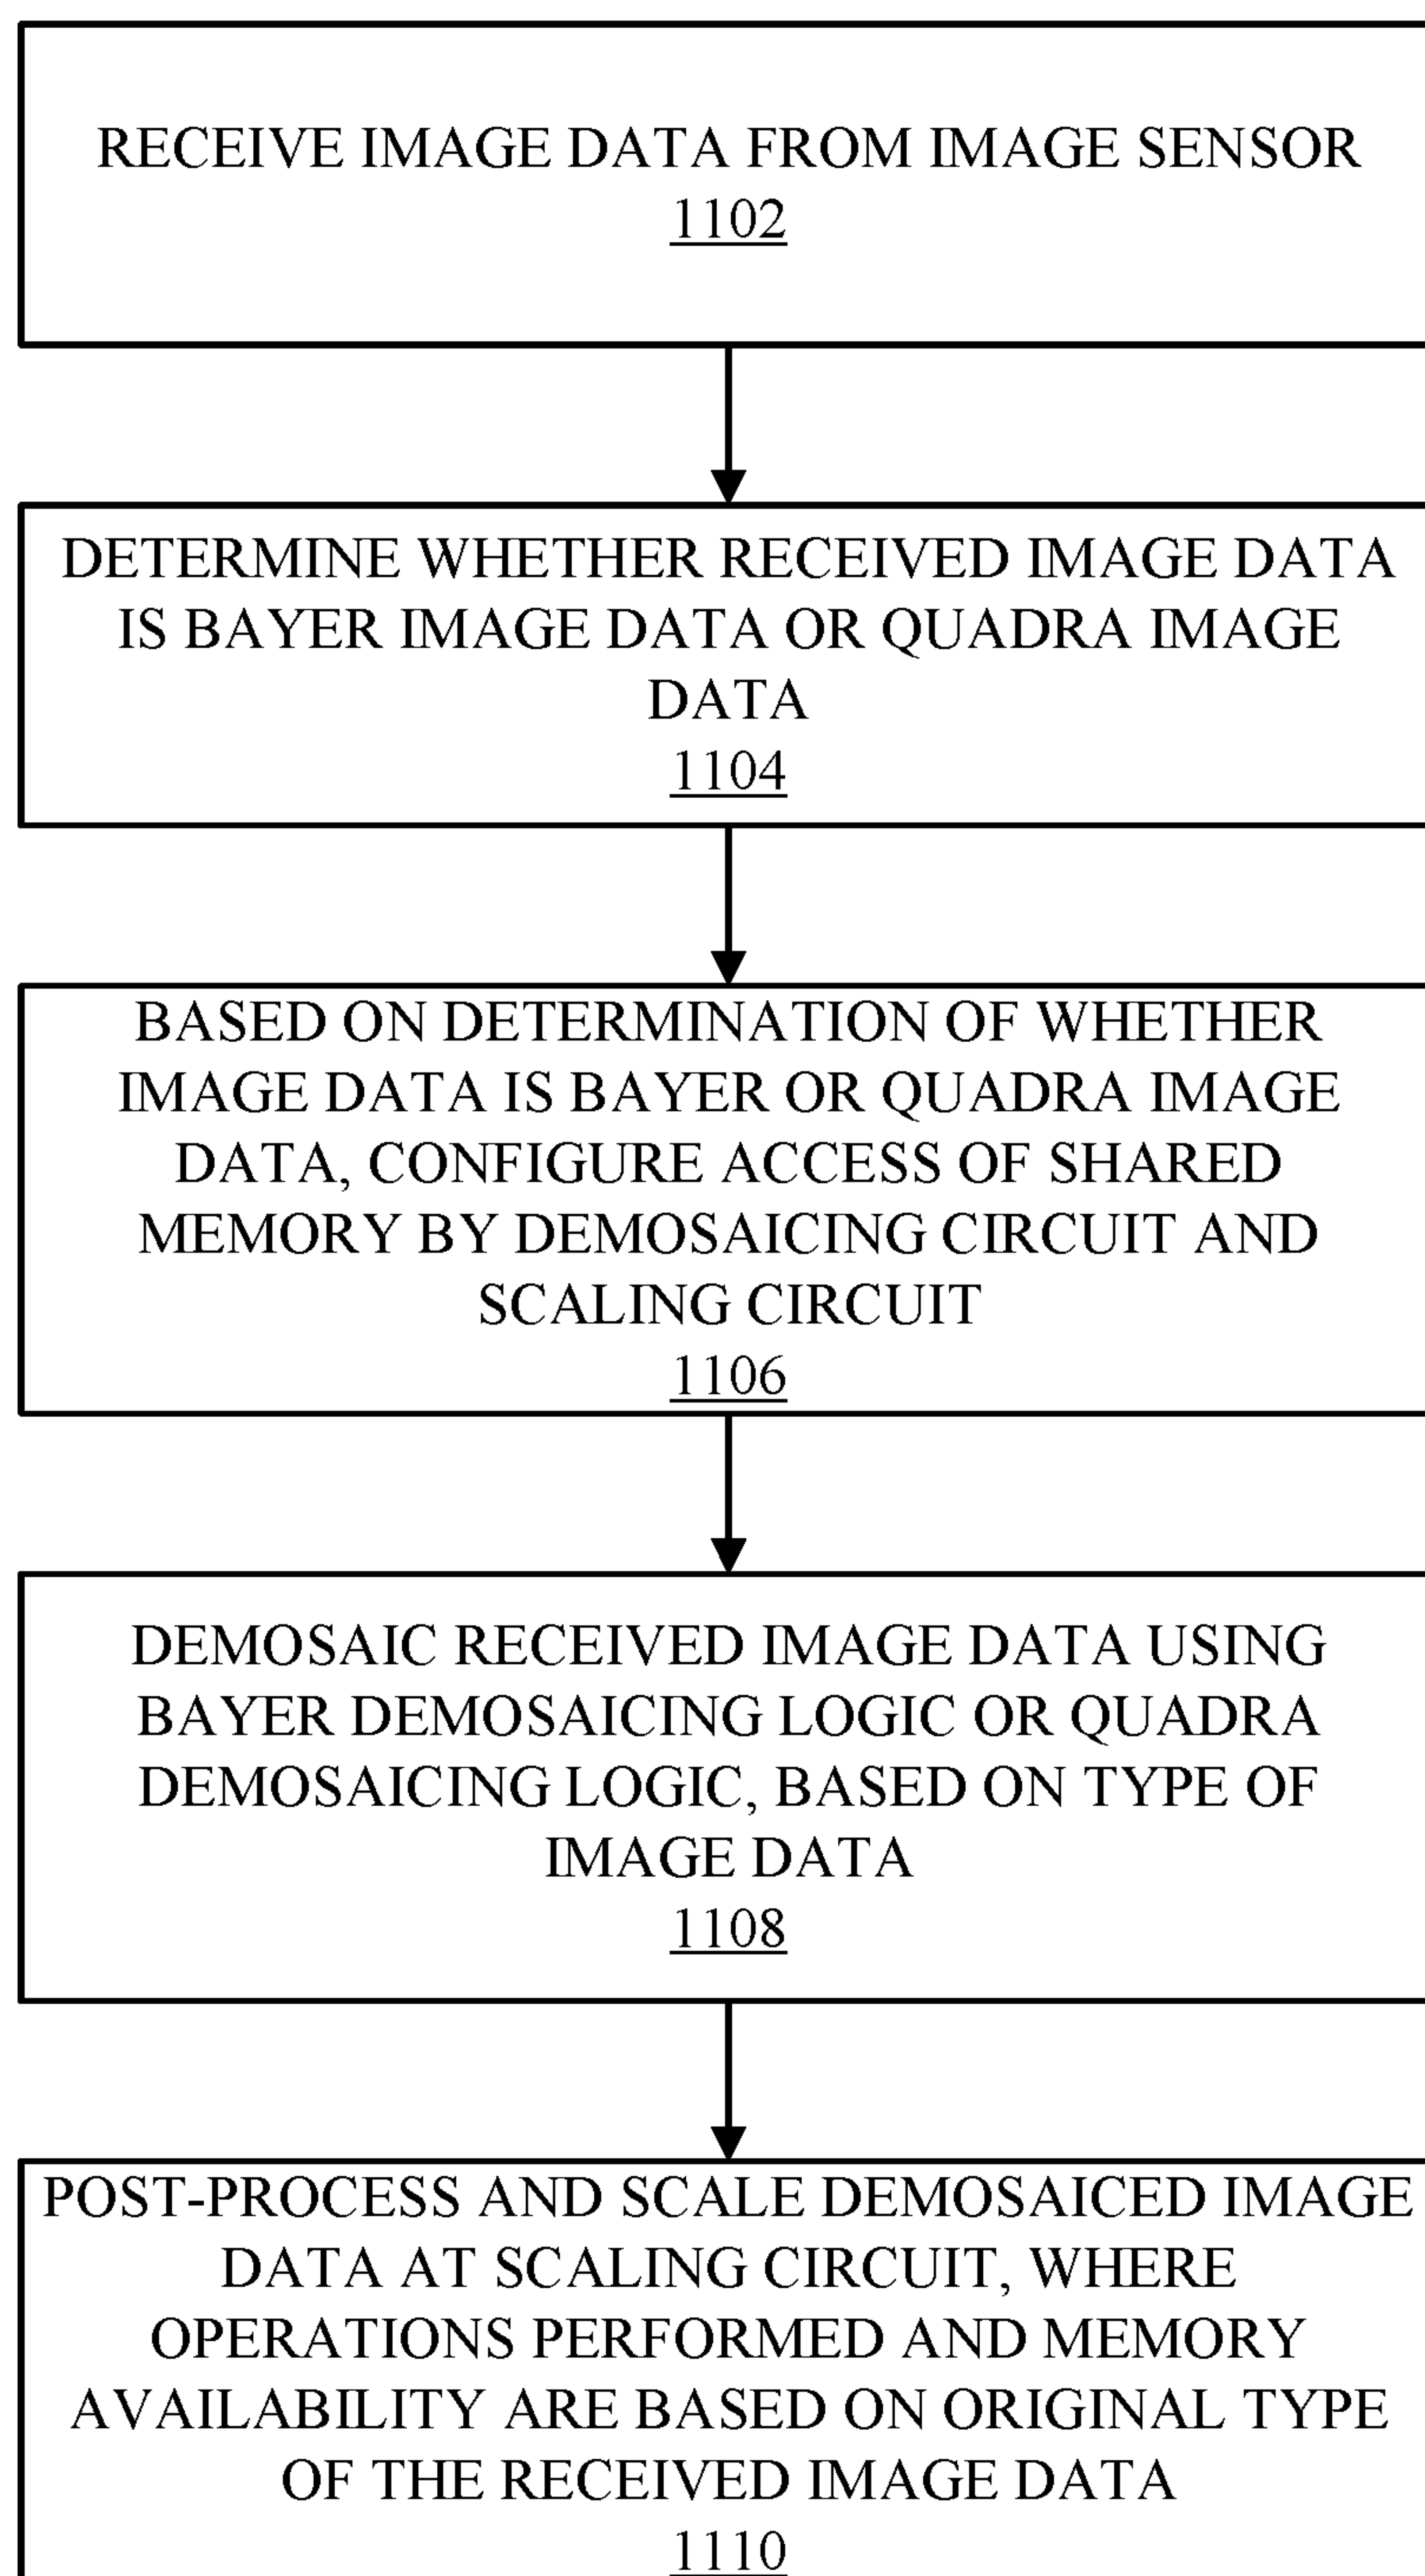 RECEIVE IMAGE DATA FROM IMAGE SENSOR
1102
DETERMINE WHETHER RECEIVED IMAGE DATA
IS BAYER IMAGE DATA OR QUADRA IMAGE
DATA
1104
BASED ON DETERMINATION OF WHETHER
IMAGE DATA IS BAYER OR QUADRA IMAGE
DATA, CONFIGURE ACCESS OF SHARED
MEMORY BY DEMOSAICING CIRCUIT AND
SCALING CIRCUIT
1106
DEMOSAIC RECEIVED IMAGE DATA USING
BAYER DEMOSAICING LOGIC OR QUADRA
DEMOSAICING LOGIC, BASED ON TYPE OF
IMAGE DATA
1108
POST-PROCESS AND SCALE DEMOSAICED IMAGE
DATA AT SCALING CIRCUIT, WHERE
OPERATIONS PERFORMED AND MEMORY
AVAILABILITY ARE BASED ON ORIGINAL TYPE
OF THE RECEIVED IMAGE DATA
1110